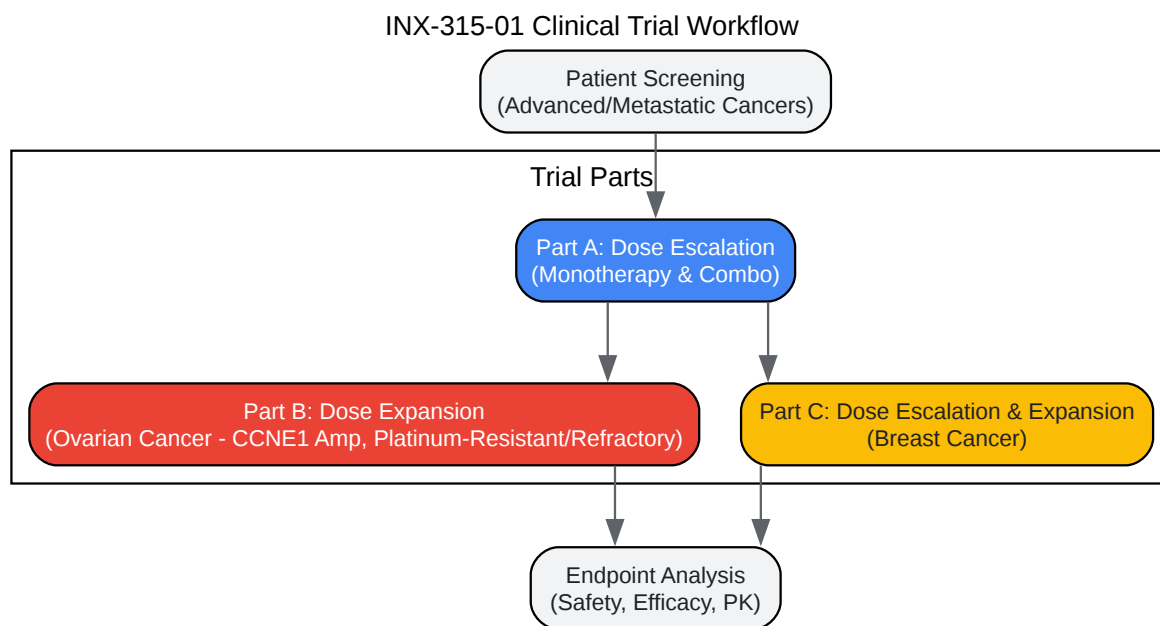 INX-315-01 Clinical Trial Workflow
Patient Screening
(Advanced/Metastatic Cancers)
Trial Parts
Part A: Dose Escalation
(Monotherapy & Combo)
Part B: Dose Expansion
(Ovarian Cancer - CCNE1 Amp, Platinum-Resistant/Refractory)
Part C: Dose Escalation & Expansion
(Breast Cancer)
Endpoint Analysis
(Safety, Efficacy, PK)